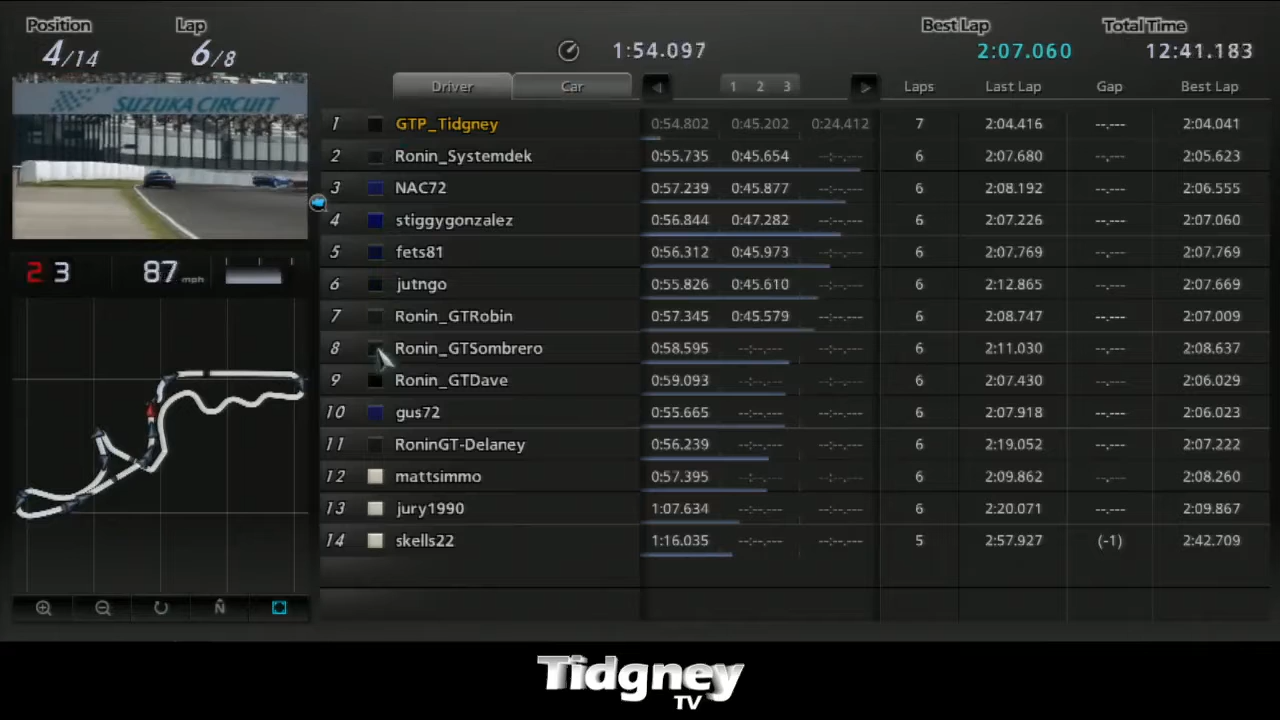 Position Lap Best Lap Total Time
4/14 6/8 1:54.097 2:07.060 12:41.183
SUZUKA CIRCUIT
Driver Car 1 2 3 Laps Last Lap Gap Best Lap
1 GTP_Tidgney 0:54.802 0:45.202 0:24.412 7 2:04.416 --.--- 2:04.041
2 Ronin_Systemdek 0:55.735 0:45.654 --:--.--- 6 2:07.680 --.--- 2:05.623
3 NAC72 0:57.239 0:45.877 --:--.--- 6 2:08.192 --.--- 2:06.555
4 stiggygonzalez 0:56.844 0:47.282 --:--.--- 6 2:07.226 --.--- 2:07.060
5 fets81 0:56.312 0:45.973 --:--.--- 6 2:07.769 --.--- 2:07.769
6 jutngo 0:55.826 0:45.610 --:--.--- 6 2:12.865 --.--- 2:07.669
7 Ronin_GTRobin 0:57.345 0:45.579 --:--.--- 6 2:08.747 --.--- 2:07.009
8 Ronin_GTSombrero 0:58.595 --:--.--- --:--.--- 6 2:11.030 --.--- 2:08.637
9 Ronin_GTDave 0:59.093 --:--.--- --:--.--- 6 2:07.430 --.--- 2:06.029
10 gus72 0:55.665 --:--.--- --:--.--- 6 2:07.918 --.--- 2:06.023
11 RoninGT-Delaney 0:56.239 --:--.--- --:--.--- 6 2:19.052 --.--- 2:07.222
12 mattsimmo 0:57.395 --:--.--- --:--.--- 6 2:09.862 --.--- 2:08.260
13 jury1990 1:07.634 --:--.--- --:--.--- 6 2:20.071 --.--- 2:09.867
14 skells22 1:16.035 --:--.--- --:--.--- 5 2:57.927 (-1) 2:42.709
2 3 87 mph
N
Tidgney
TV